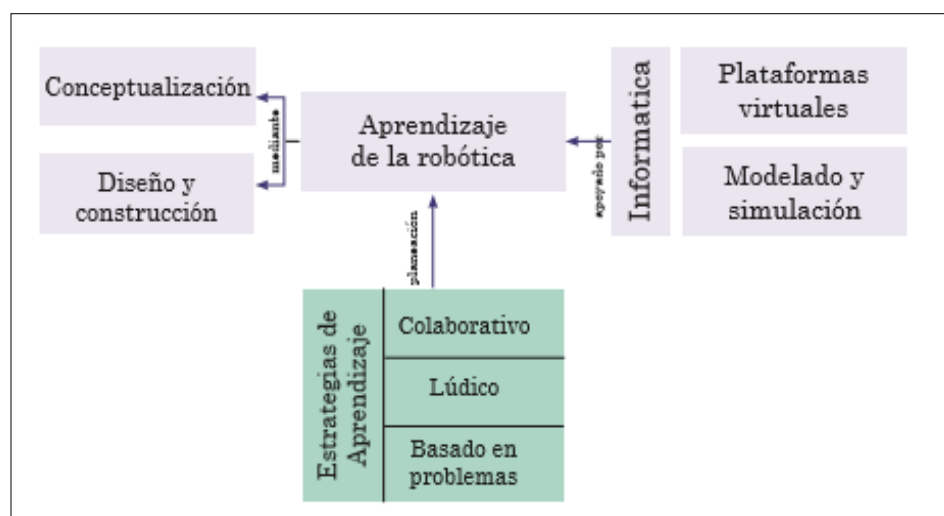 Conceptualización
Diseño y
construcción
mediante
Aprendizaje
de la robótica
apoyado por
Informatica
Plataformas
virtuales
Modelado y
simulación
planeación
Estrategias de
Aprendizaje
Colaborativo
Lúdico
Basado en
problemas